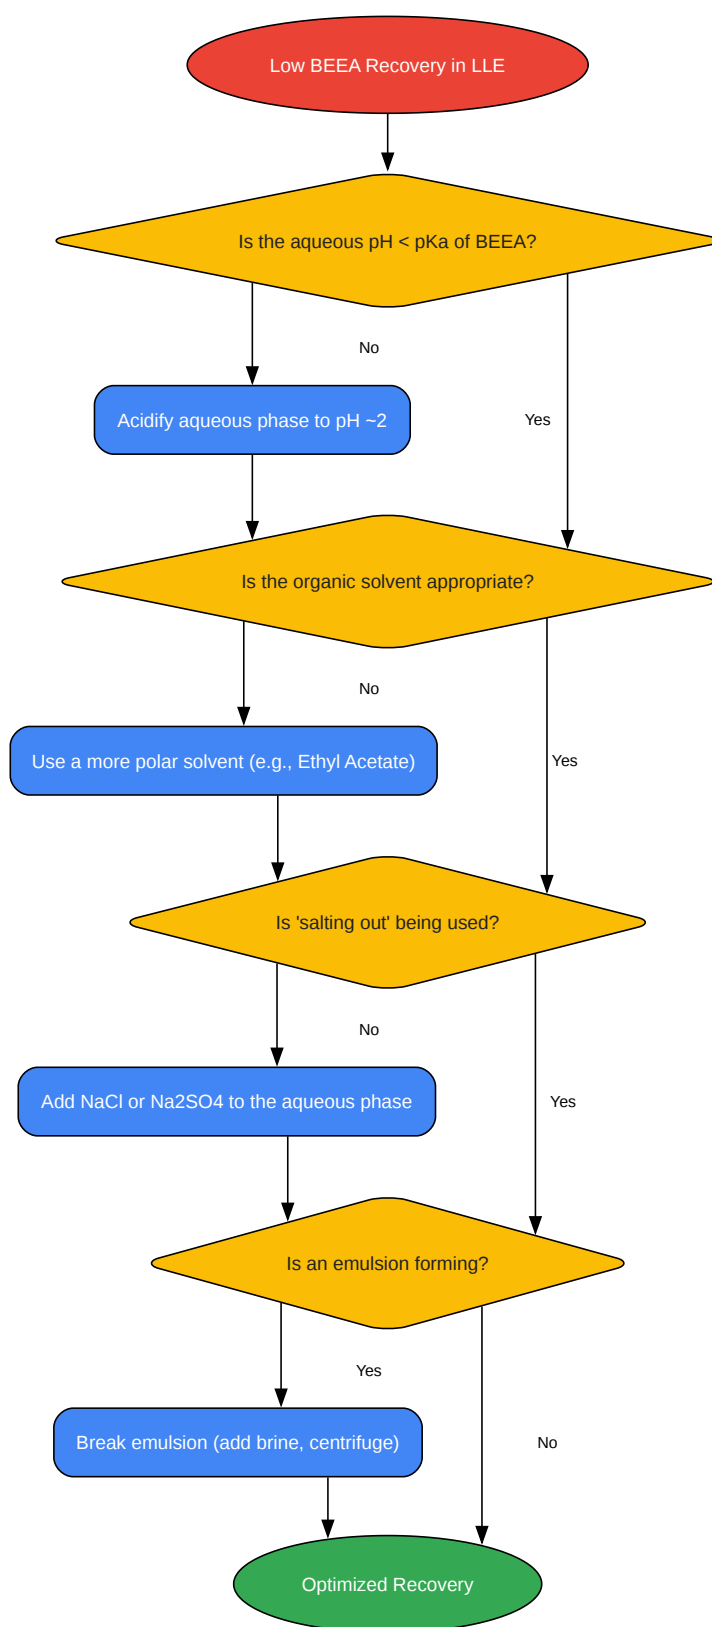 Low BEEA Recovery in LLE
Is the aqueous pH < pKa of BEEA?
No
Acidify aqueous phase to pH ~2
Yes
Is the organic solvent appropriate?
No
Use a more polar solvent (e.g., Ethyl Acetate)
Yes
Is 'salting out' being used?
No
Add NaCl or Na2SO4 to the aqueous phase
Yes
Is an emulsion forming?
Yes
Break emulsion (add brine, centrifuge)
No
Optimized Recovery